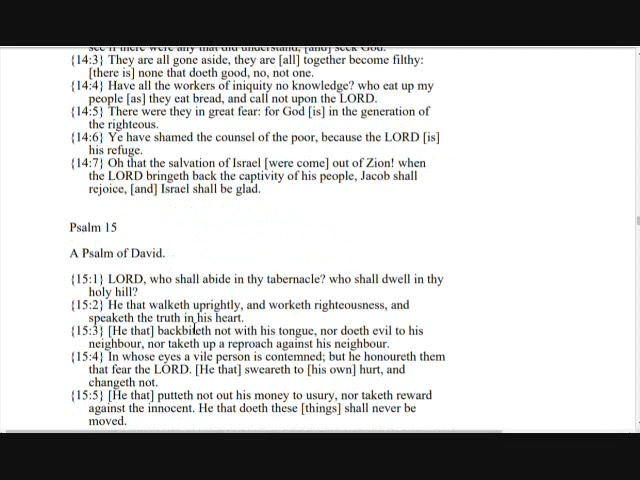 see if there were any that did understand, [and] seek God.
{14:3} They are all gone aside, they are [all] together become filthy:
[there is] none that doeth good, no, not one.
{14:4} Have all the workers of iniquity no knowledge? who eat up my
people [as] they eat bread, and call not upon the LORD.
{14:5} There were they in great fear: for God [is] in the generation of
the righteous.
{14:6} Ye have shamed the counsel of the poor, because the LORD [is]
his refuge.
{14:7} Oh that the salvation of Israel [were come] out of Zion! when
the LORD bringeth back the captivity of his people, Jacob shall
rejoice, [and] Israel shall be glad.
Psalm 15
A Psalm of David.
{15:1} LORD, who shall abide in thy tabernacle? who shall dwell in thy
holy hill?
{15:2} He that walketh uprightly, and worketh righteousness, and
speaketh the truth in his heart.
{15:3} [He that] backbiteth not with his tongue, nor doeth evil to his
neighbour, nor taketh up a reproach against his neighbour.
{15:4} In whose eyes a vile person is contemned; but he honoureth them
that fear the LORD. [He that] sweareth to [his own] hurt, and
changeth not.
{15:5} [He that] putteth not out his money to usury, nor taketh reward
against the innocent. He that doeth these [things] shall never be
moved.